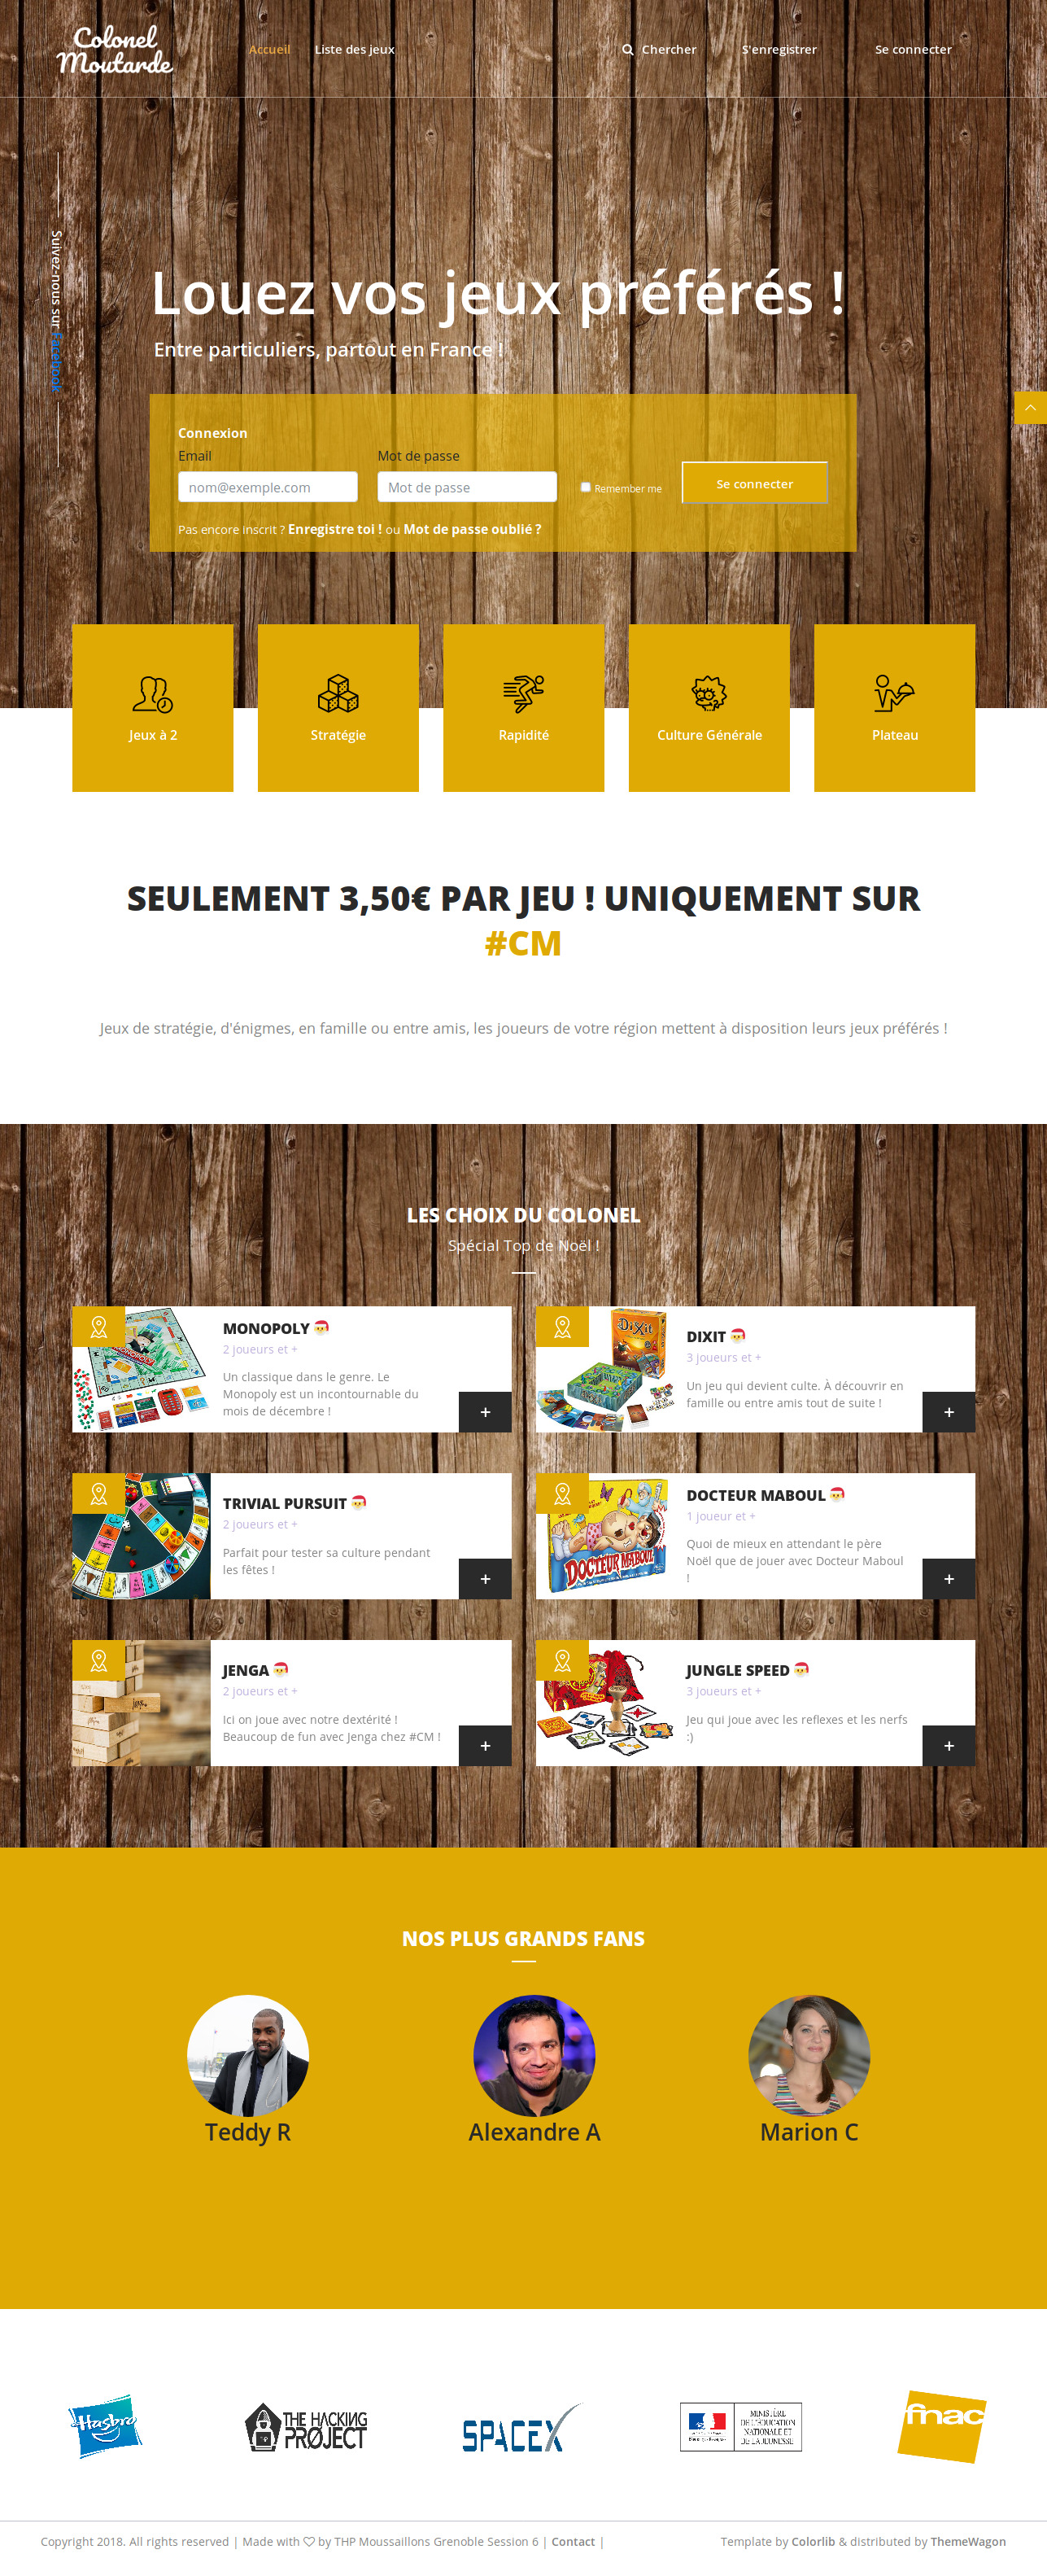 Colonel
Moutarde
Accueil
Liste des jeux
Chercher
S'enregistrer
Se connecter
Suivez-nous sur Facebook
Louez vos jeux préférés !
Entre particuliers, partout en France !
Connexion
Email
Mot de passe
nom@exemple.com
Mot de passe
Remember me
Se connecter
Pas encore inscrit ? Enregistre toi ! ou Mot de passe oublié ?
Jeux à 2
Stratégie
Rapidité
Culture Générale
Plateau
SEULEMENT 3,50€ PAR JEU ! UNIQUEMENT SUR
#CM
Jeux de stratégie, d'énigmes, en famille ou entre amis, les joueurs de votre région mettent à disposition leurs jeux préférés !
LES CHOIX DU COLONEL
Spécial Top de Noël !
MONOPOLY 🎅
2 joueurs et +
Un classique dans le genre. Le
Monopoly est un incontournable du
mois de décembre !
+
DIXIT 🎅
3 joueurs et +
Un jeu qui devient culte. À découvrir en
famille ou entre amis tout de suite !
+
TRIVIAL PURSUIT 🎅
2 joueurs et +
Parfait pour tester sa culture pendant
les fêtes !
+
DOCTEUR MABOUL
DOCTEUR MABOUL 🎅
1 joueur et +
Quoi de mieux en attendant le père
Noël que de jouer avec Docteur Maboul
!
+
JENGA 🎅
2 joueurs et +
Ici on joue avec notre dextérité !
Beaucoup de fun avec Jenga chez #CM !
+
JUNGLE SPEED 🎅
3 joueurs et +
Jeu qui joue avec les reflexes et les nerfs
:)
+
NOS PLUS GRANDS FANS
Teddy R
Alexandre A
Marion C
Hasbro
THE HACKING
PRØJECT
SPACEX
MINISTÈRE
DE L'ÉDUCATION
NATIONALE ET
DE LA JEUNESSE
fnac
Copyright 2018. All rights reserved | Made with ♡ by THP Moussaillons Grenoble Session 6 | Contact |
Template by Colorlib & distributed by ThemeWagon